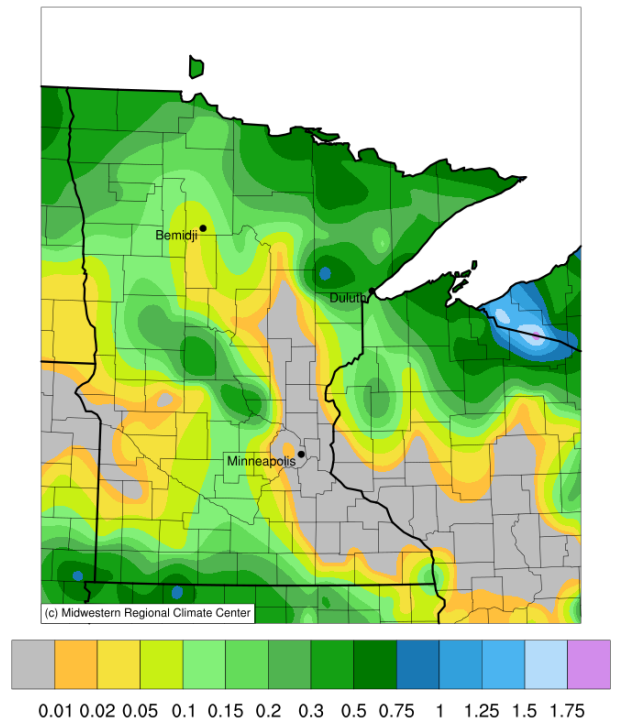 Bemidji
Duluth
Minneapolis
(c) Midwestern Regional Climate Center
0.01 0.02 0.05 0.1 0.15 0.2 0.3 0.5 0.75 1 1.25 1.5 1.75